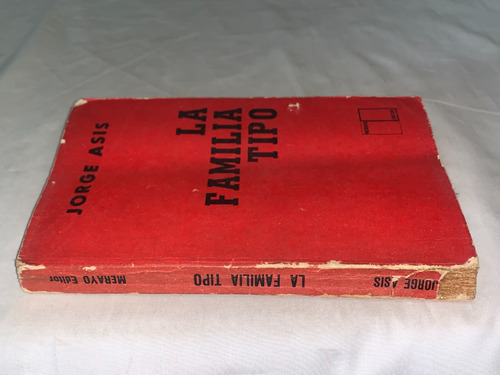 JORGE ASIS
LA
FAMILIA
TIPO
JORGE ASIS
LA FAMILIA TIPO
MERAYO Editor